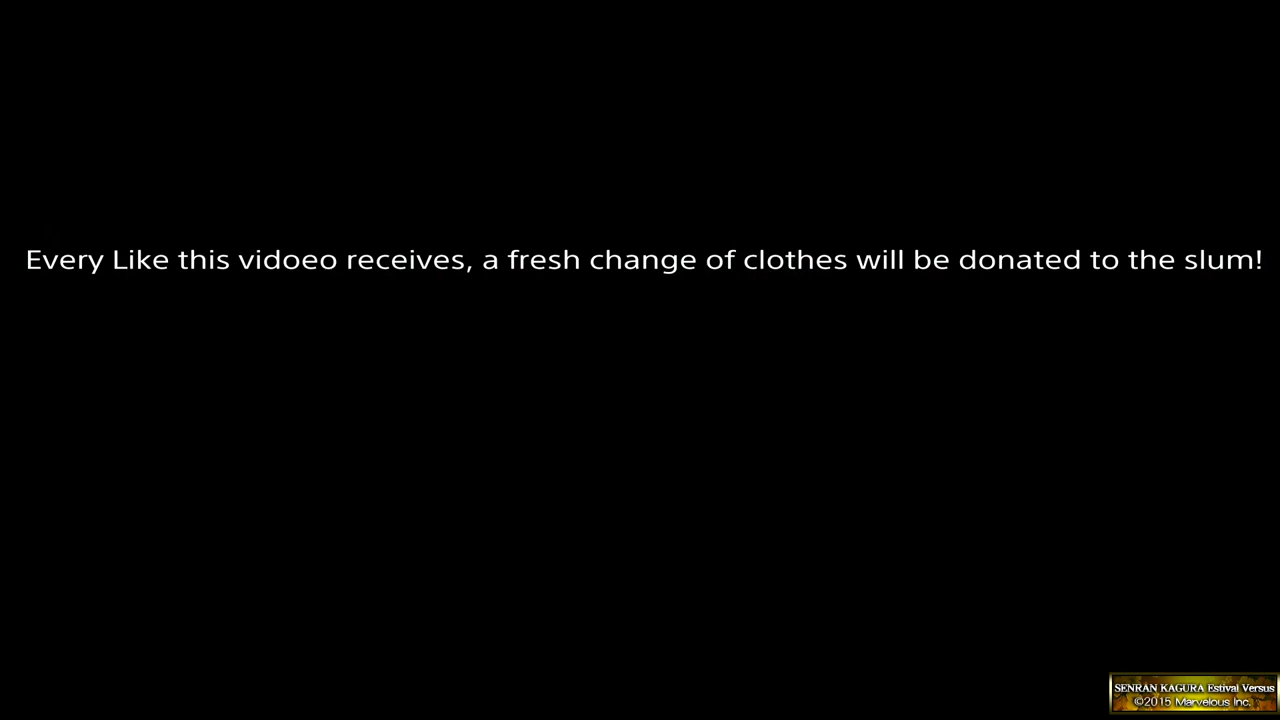 Every Like this vidoeo receives, a fresh change of clothes will be donated to the slum!
SENRAN KAGURA Estival Versus
©2015 Marvelous Inc.